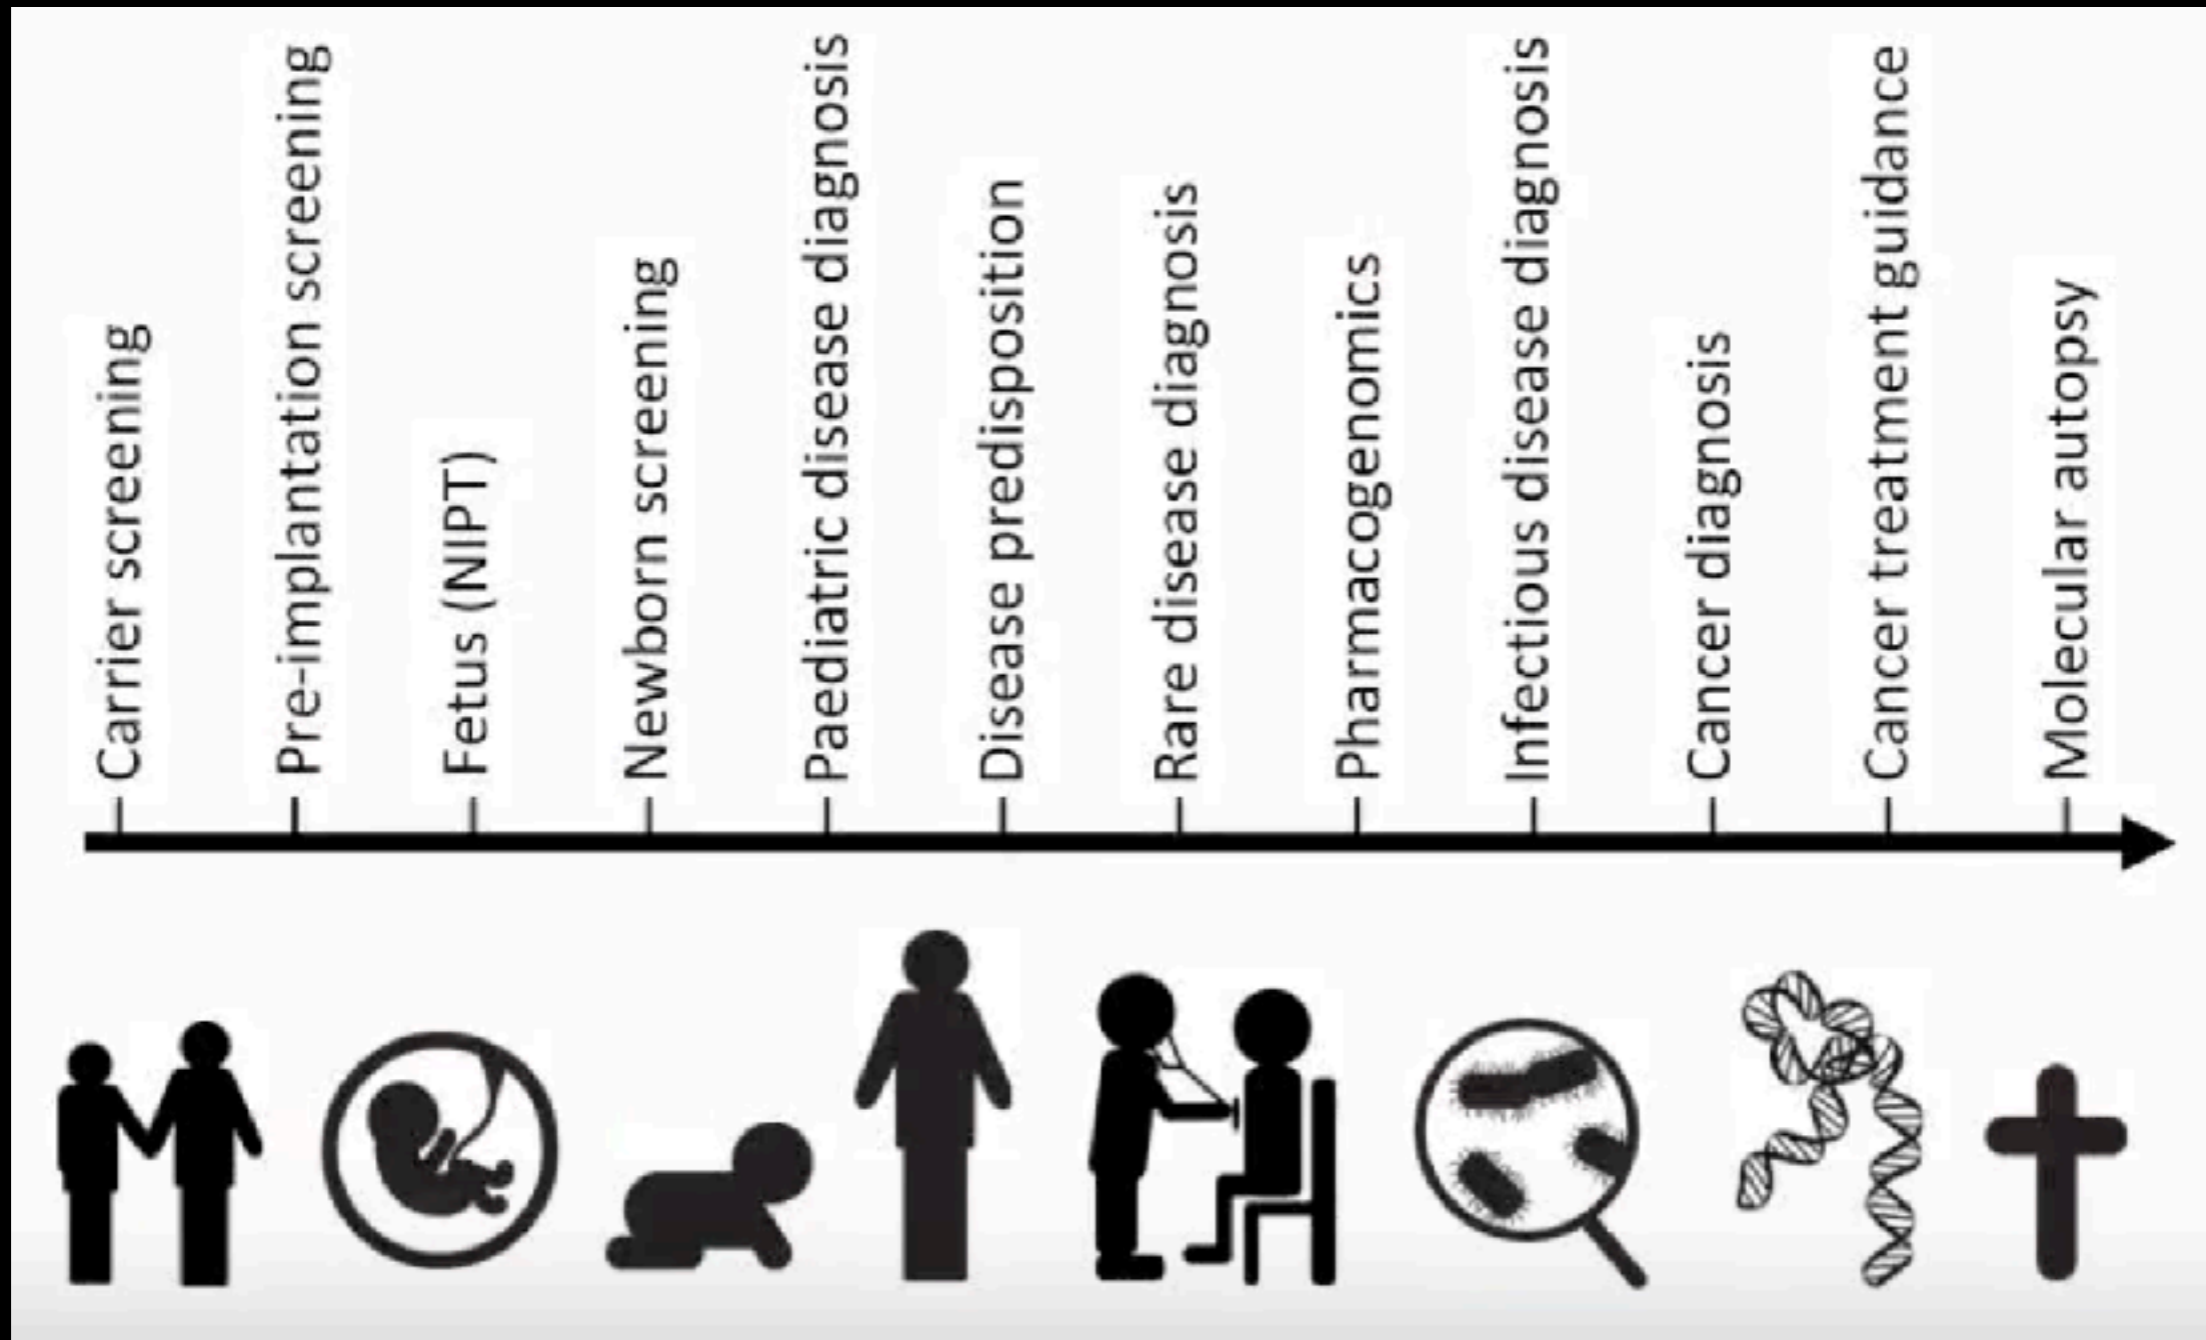 Carrier screening
Pre-implantation screening
Fetus (NIPT)
Newborn screening
Paediatric disease diagnosis
Disease predisposition
Rare disease diagnosis
Pharmacogenomics
Infectious disease diagnosis
Cancer diagnosis
Cancer treatment guidance
Molecular autopsy